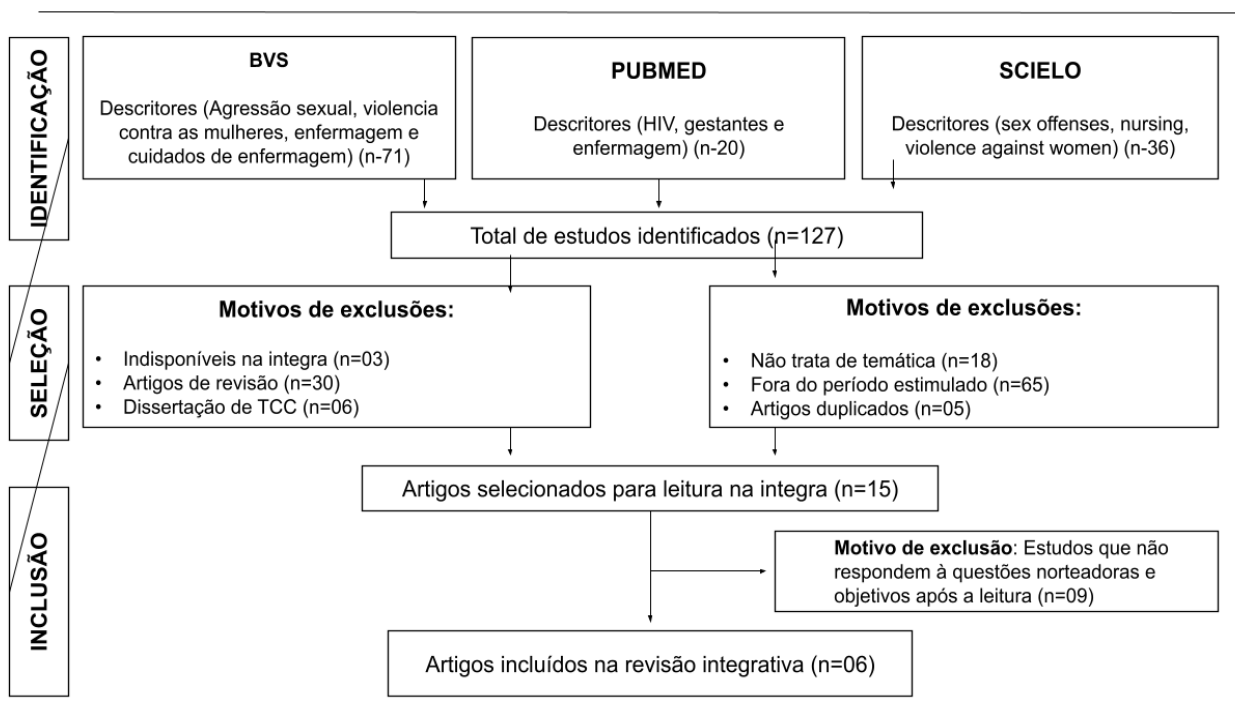 IDENTIFICAÇÃO
BVS
Descritores (Agressão sexual, violencia
contra as mulheres, enfermagem e
cuidados de enfermagem) (n-71)
PUBMED
Descritores (HIV, gestantes e
enfermagem) (n-20)
SCIELO
Descritores (sex offenses, nursing,
violence against women) (n-36)
Total de estudos identificados (n=127)
SELEÇÃO
Motivos de exclusões:
• Indisponíveis na integra (n=03)
• Artigos de revisão (n=30)
• Dissertação de TCC (n=06)
Motivos de exclusões:
• Não trata de temática (n=18)
• Fora do período estimulado (n=65)
• Artigos duplicados (n=05)
Artigos selecionados para leitura na integra (n=15)
INCLUSÃO
Motivo de exclusão: Estudos que não
respondem à questões norteadoras e
objetivos após a leitura (n=09)
Artigos incluídos na revisão integrativa (n=06)